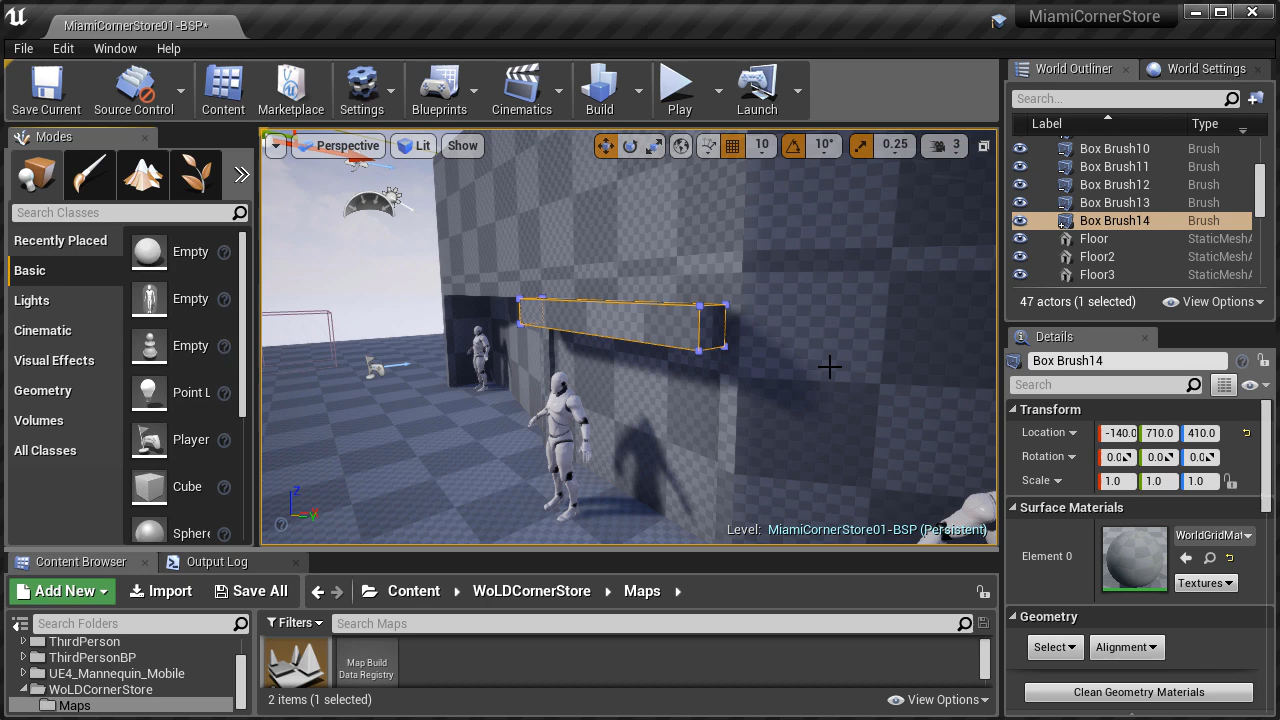 MiamiCornerStore01-BSP*
MiamiCornerStore
File Edit Window Help
Save Current Source Control Content Marketplace Settings Blueprints Cinematics Build Play Launch
World Outliner World Settings
Search...
Label Type
Modes
Search Classes
Recently Placed
Basic
Lights
Cinematic
Visual Effects
Geometry
Volumes
All Classes
Empty
Empty
Empty
Point L
Player
Cube
Sphere
Perspective Lit Show 10 10° 0.25 3
Z
Level: MiamiCornerStore01-BSP (Persistent)
Box Brush10 Brush
Box Brush11 Brush
Box Brush12 Brush
Box Brush13 Brush
Box Brush14 Brush
Floor StaticMeshA
Floor2 StaticMeshA
Floor3 StaticMeshA
47 actors (1 selected) View Options
Details
Box Brush14
Search
Transform
Location -140.0 710.0 410.0
Rotation 0.0 0.0 0.0
Scale 1.0 1.0 1.0
Surface Materials
Element 0
WorldGridMat
Textures
Geometry
Select Alignment
Clean Geometry Materials
Content Browser Output Log
Add New Import Save All Content WoLDCornerStore Maps
Search Folders
ThirdPerson
ThirdPersonBP
UE4_Mannequin_Mobile
WoLDCornerStore
Maps
Filters Search Maps
Map Build
Data Registry
2 items (1 selected) View Options